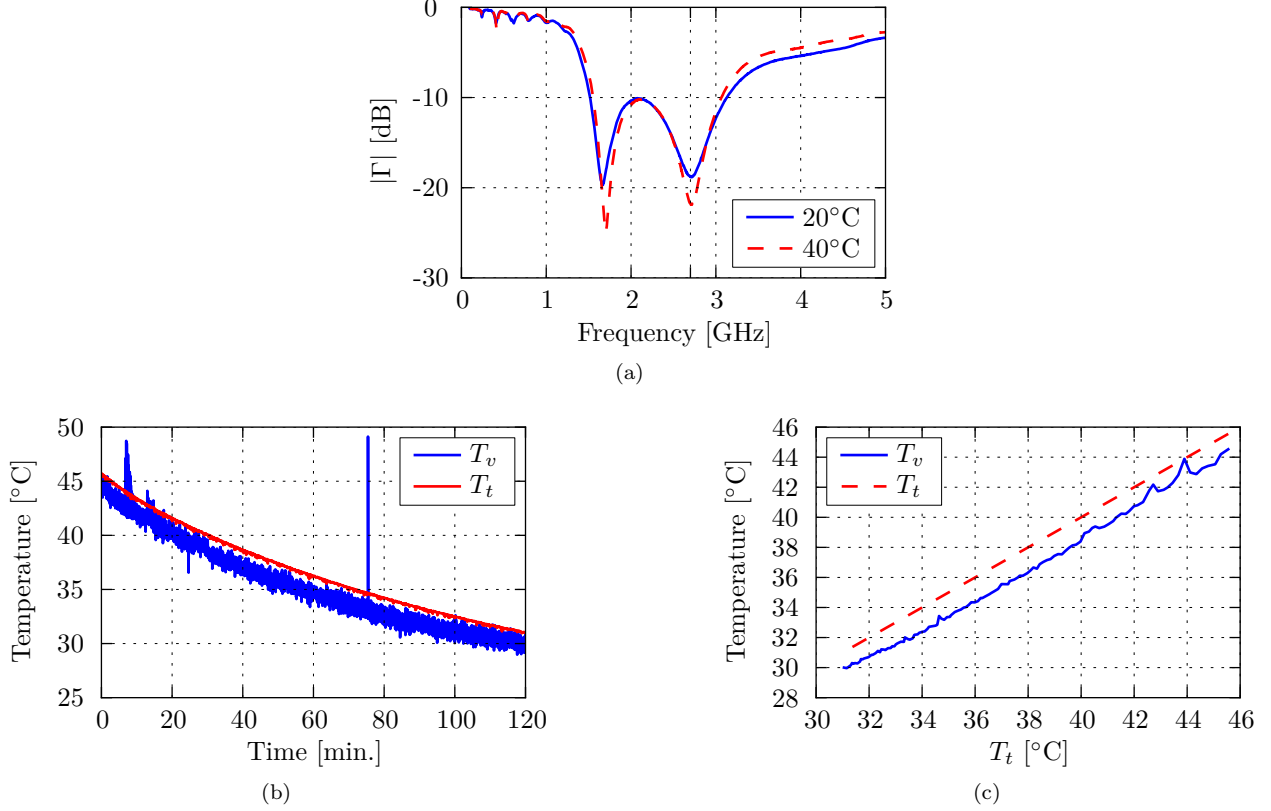 0
-10
-20
-30
|Γ| [dB]
20°C
40°C
0 1 2 3 4 5
Frequency [GHz]
(a)
50
45
40
35
30
25
Temperature [°C]
T_v
T_t
0 20 40 60 80 100 120
Time [min.]
(b)
46
44
42
40
38
36
34
32
30
28
Temperature [°C]
T_v
T_t
30 32 34 36 38 40 42 44 46
T_t [°C]
(c)